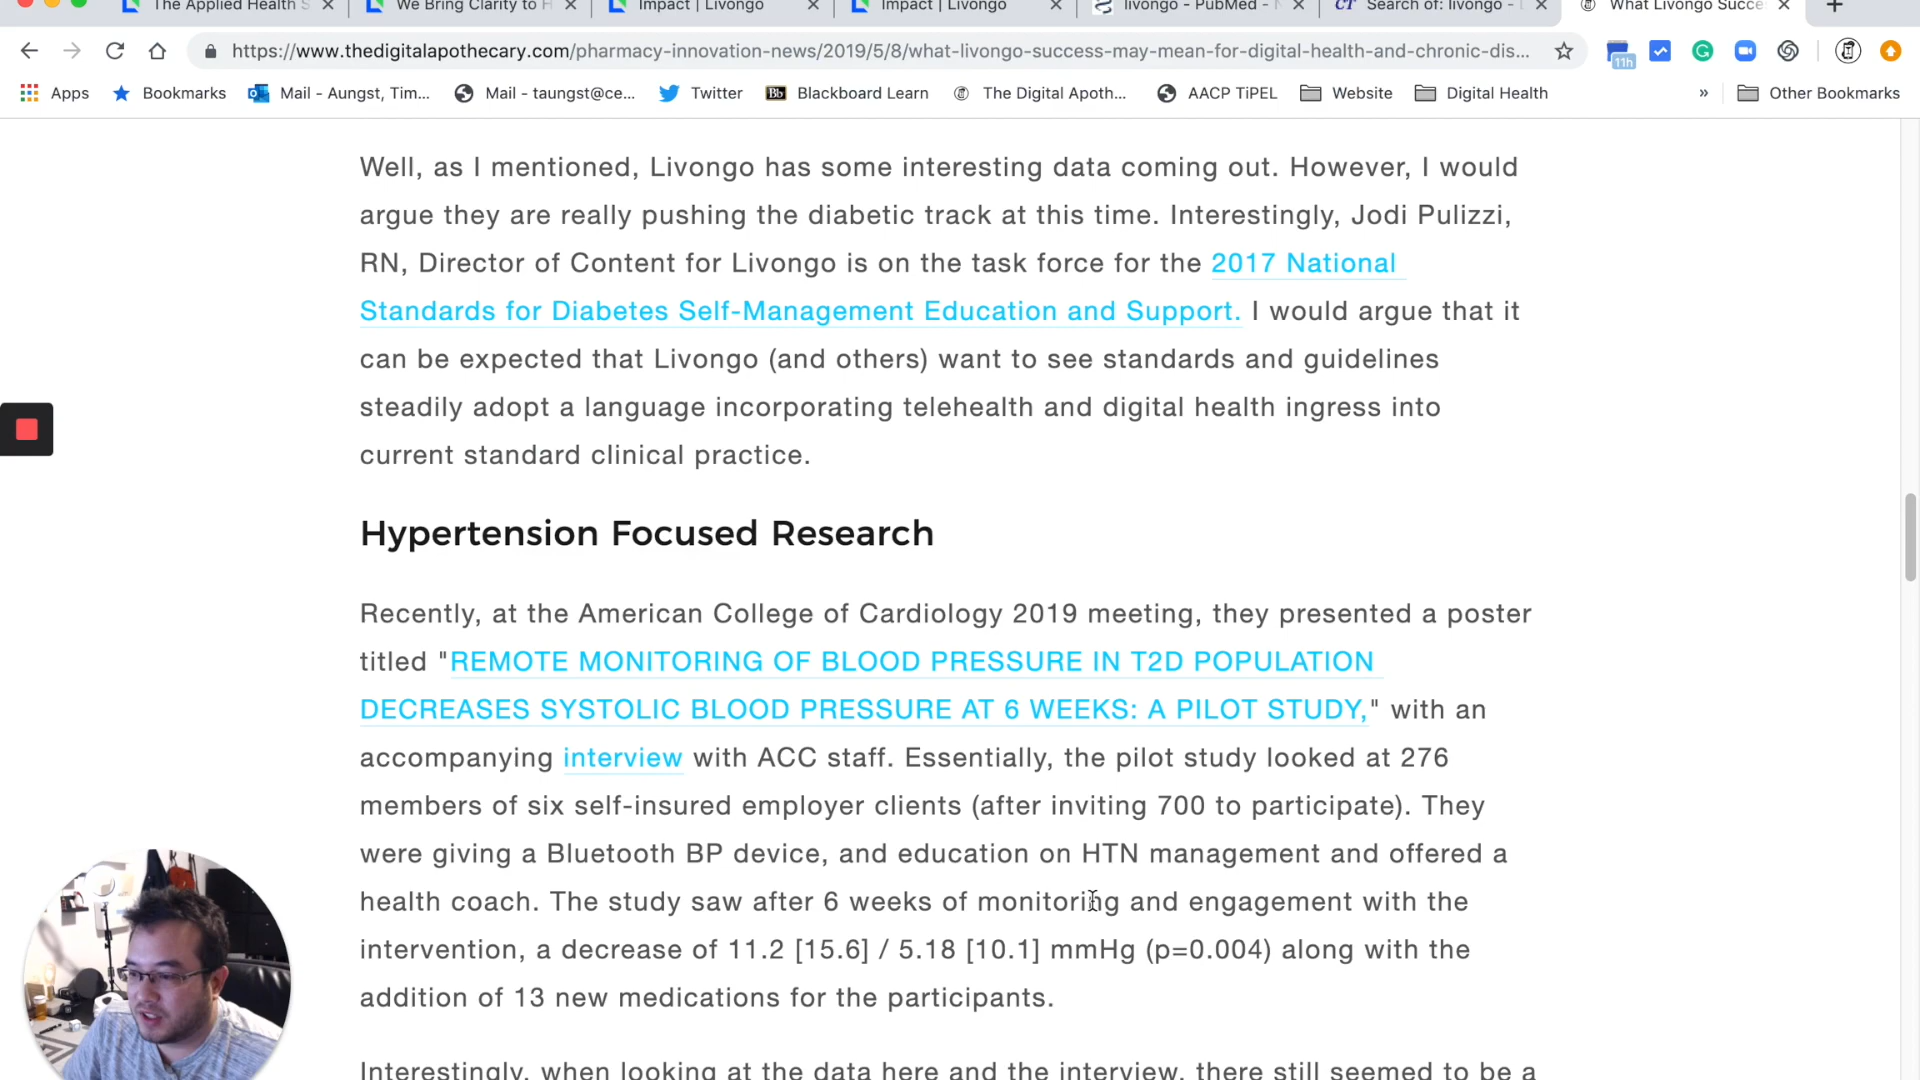 The Applied Health S
We Bring Clarity to H
Impact | Livongo
Impact | Livongo
livongo - PubMed - N
CT Search of: livongo - L
What Livongo Succe
https://www.thedigitalapothecary.com/pharmacy-innovation-news/2019/5/8/what-livongo-success-may-mean-for-digital-health-and-chronic-dis...
11h
Apps
Bookmarks
Mail - Aungst, Tim...
Mail - taungst@ce...
Twitter
Bb Blackboard Learn
The Digital Apoth...
AACP TiPEL
Website
Digital Health
» Other Bookmarks
Well, as I mentioned, Livongo has some interesting data coming out. However, I would
argue they are really pushing the diabetic track at this time. Interestingly, Jodi Pulizzi,
RN, Director of Content for Livongo is on the task force for the 2017 National
Standards for Diabetes Self-Management Education and Support. I would argue that it
can be expected that Livongo (and others) want to see standards and guidelines
steadily adopt a language incorporating telehealth and digital health ingress into
current standard clinical practice.
Hypertension Focused Research
Recently, at the American College of Cardiology 2019 meeting, they presented a poster
titled "REMOTE MONITORING OF BLOOD PRESSURE IN T2D POPULATION
DECREASES SYSTOLIC BLOOD PRESSURE AT 6 WEEKS: A PILOT STUDY," with an
accompanying interview with ACC staff. Essentially, the pilot study looked at 276
members of six self-insured employer clients (after inviting 700 to participate). They
were giving a Bluetooth BP device, and education on HTN management and offered a
health coach. The study saw after 6 weeks of monitoring and engagement with the
intervention, a decrease of 11.2 [15.6] / 5.18 [10.1] mmHg (p=0.004) along with the
addition of 13 new medications for the participants.
Interestingly, when looking at the data here and the interview, there still seemed to be a